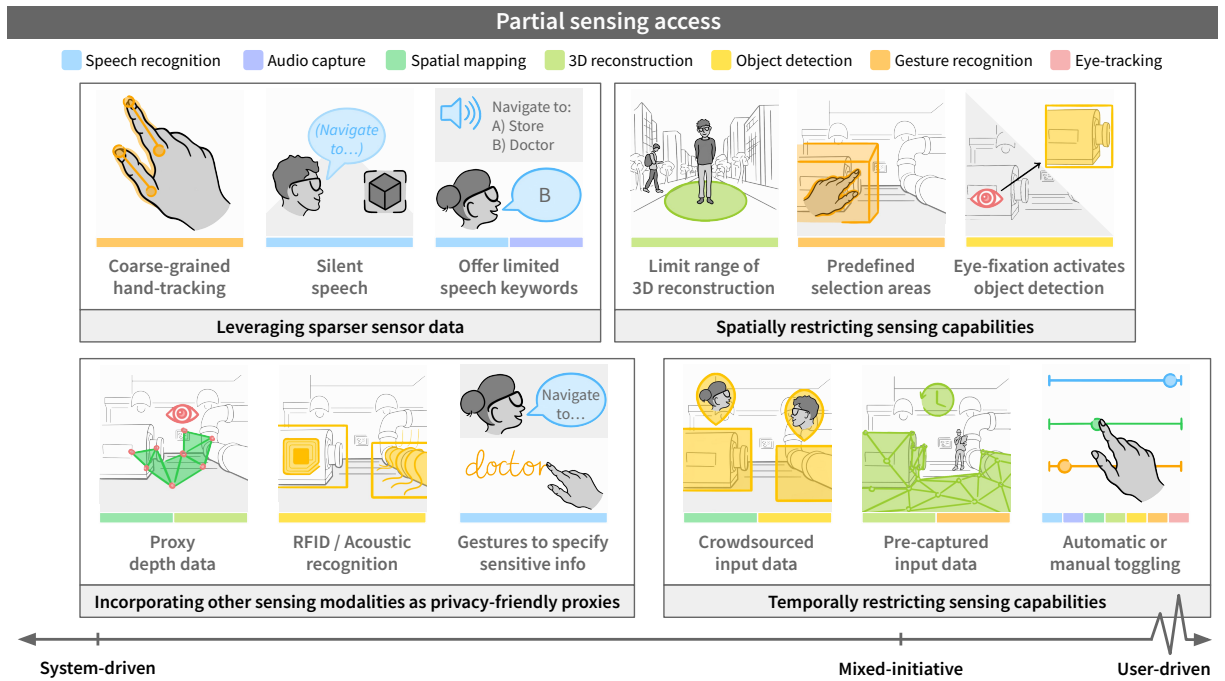 Partial sensing access
Speech recognition
Audio capture
Spatial mapping
3D reconstruction
Object detection
Gesture recognition
Eye-tracking
(Navigate
to...)
Navigate to:
A) Store
B) Doctor
B
Coarse-grained
hand-tracking
Silent
speech
Offer limited
speech keywords
Leveraging sparser sensor data
Limit range of
3D reconstruction
Predefined
selection areas
Eye-fixation activates
object detection
Spatially restricting sensing capabilities
Navigate
to...
doctor
Proxy
depth data
RFID / Acoustic
recognition
Gestures to specify
sensitive info
Incorporating other sensing modalities as privacy-friendly proxies
Crowdsourced
input data
Pre-captured
input data
Automatic or
manual toggling
Temporally restricting sensing capabilities
System-driven
Mixed-initiative
User-driven